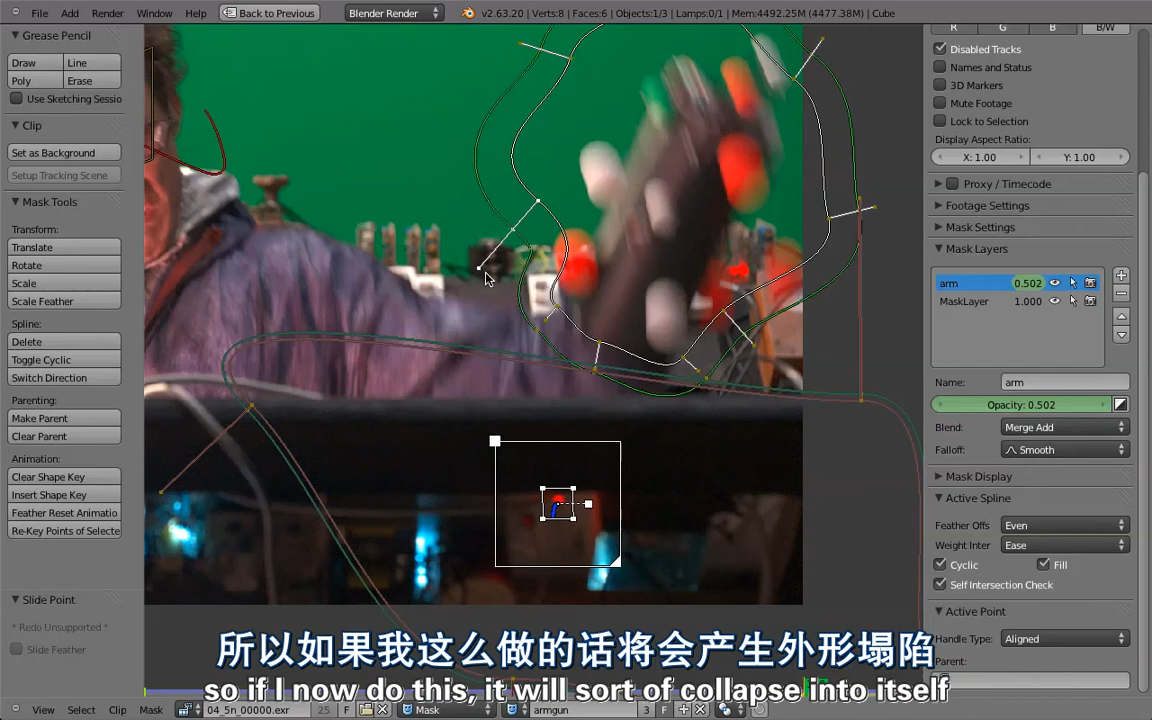 File Add Render Window Help Back to Previous Blender Render v2.63.20 | Verts:8 | Faces:6 | Objects:1/3 | Lamps:0/1 | Mem:4492.25M (4477.38M) | Cube
Grease Pencil
Draw Line
Poly Erase
Use Sketching Sessio
Clip
Set as Background
Setup Tracking Scene
Mask Tools
Transform:
Translate
Rotate
Scale
Scale Feather
Spline:
Delete
Toggle Cyclic
Switch Direction
Parenting:
Make Parent
Clear Parent
Animation:
Clear Shape Key
Insert Shape Key
Feather Reset Animatio
Re-Key Points of Selecte
Slide Point
* Redo Unsupported *
Slide Feather
R G B B/W
Disabled Tracks
Names and Status
3D Markers
Mute Footage
Lock to Selection
Display Aspect Ratio:
X: 1.00 Y: 1.00
Proxy / Timecode
Footage Settings
Mask Settings
Mask Layers
arm 0.502
MaskLayer 1.000
Name: arm
Opacity: 0.502
Blend: Merge Add
Falloff: Smooth
Mask Display
Active Spline
Feather Offs Even
Weight Inter Ease
Cyclic Fill
Self Intersection Check
Active Point
Handle Type: Aligned
Parent:
所以如果我这么做的话将会产生外形塌陷
so if I now do this, it will sort of collapse into itself
View Select Clip Mask 04_5n_00000.exr 25 F Mask armgun 3 F